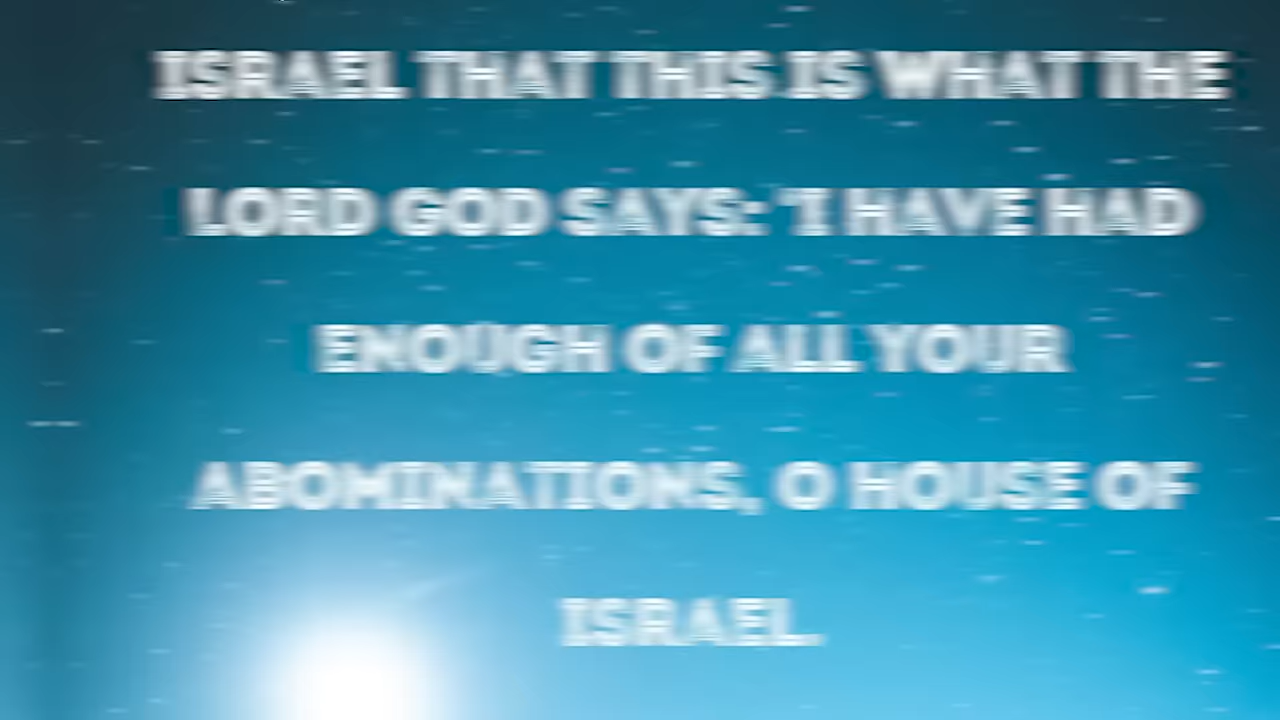 ISRAEL THAT THIS IS WHAT THE
LORD GOD SAYS: 'I HAVE HAD
ENOUGH OF ALL YOUR
ABOMINATIONS, O HOUSE OF
ISRAEL.